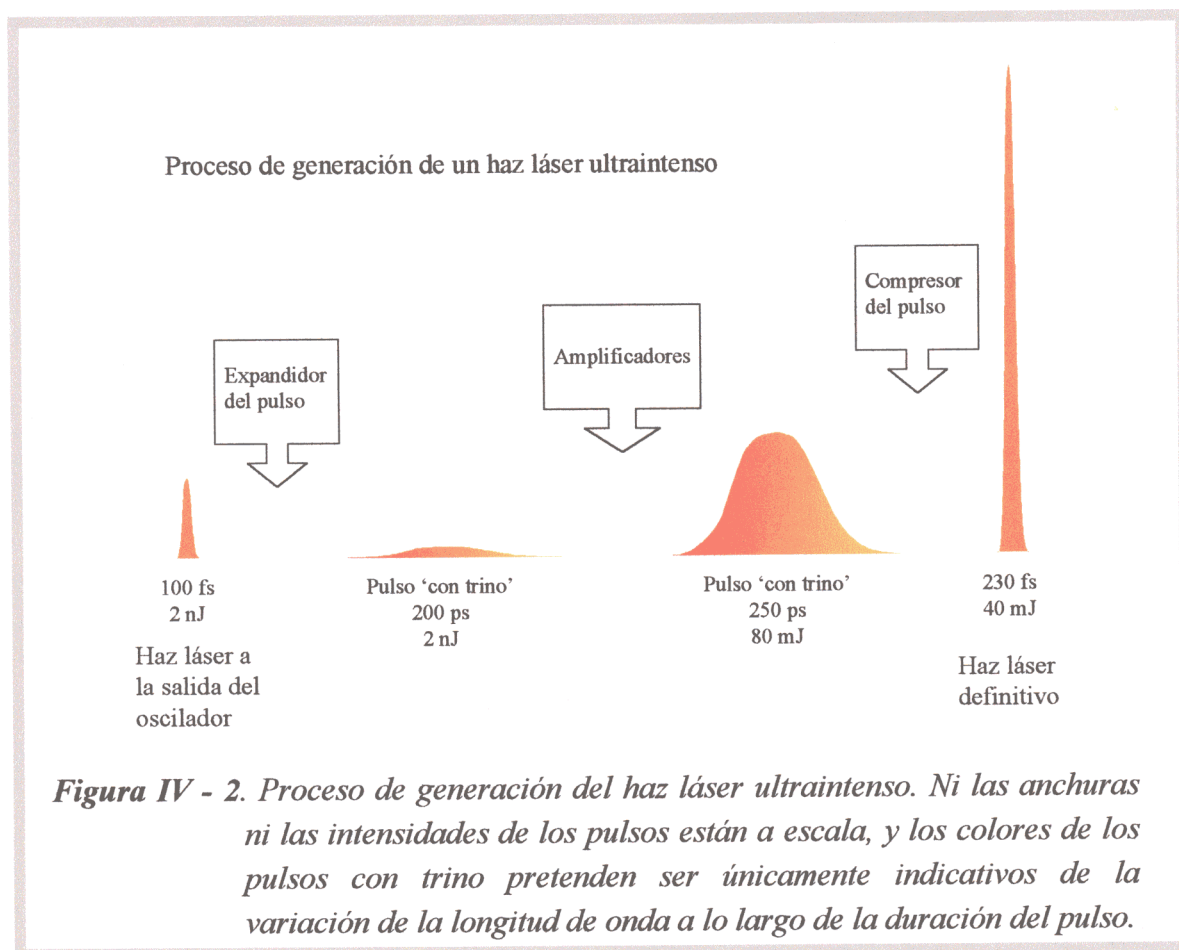 Proceso de generación de un haz láser ultraintenso
Expandidor
del pulso
Amplificadores
Compresor
del pulso
100 fs
2 nJ
Haz láser a
la salida del
oscilador
Pulso ‘con trino’
200 ps
2 nJ
Pulso ‘con trino’
250 ps
80 mJ
230 fs
40 mJ
Haz láser
definitivo
Figura IV - 2. Proceso de generación del haz láser ultraintenso. Ni las anchuras
ni las intensidades de los pulsos están a escala, y los colores de los
pulsos con trino pretenden ser únicamente indicativos de la
variación de la longitud de onda a lo largo de la duración del pulso.